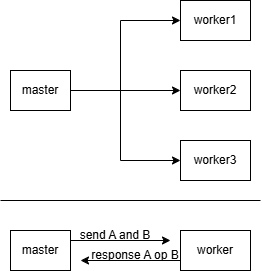 worker1
master
worker2
worker3
send A and B
master
worker
response A op B